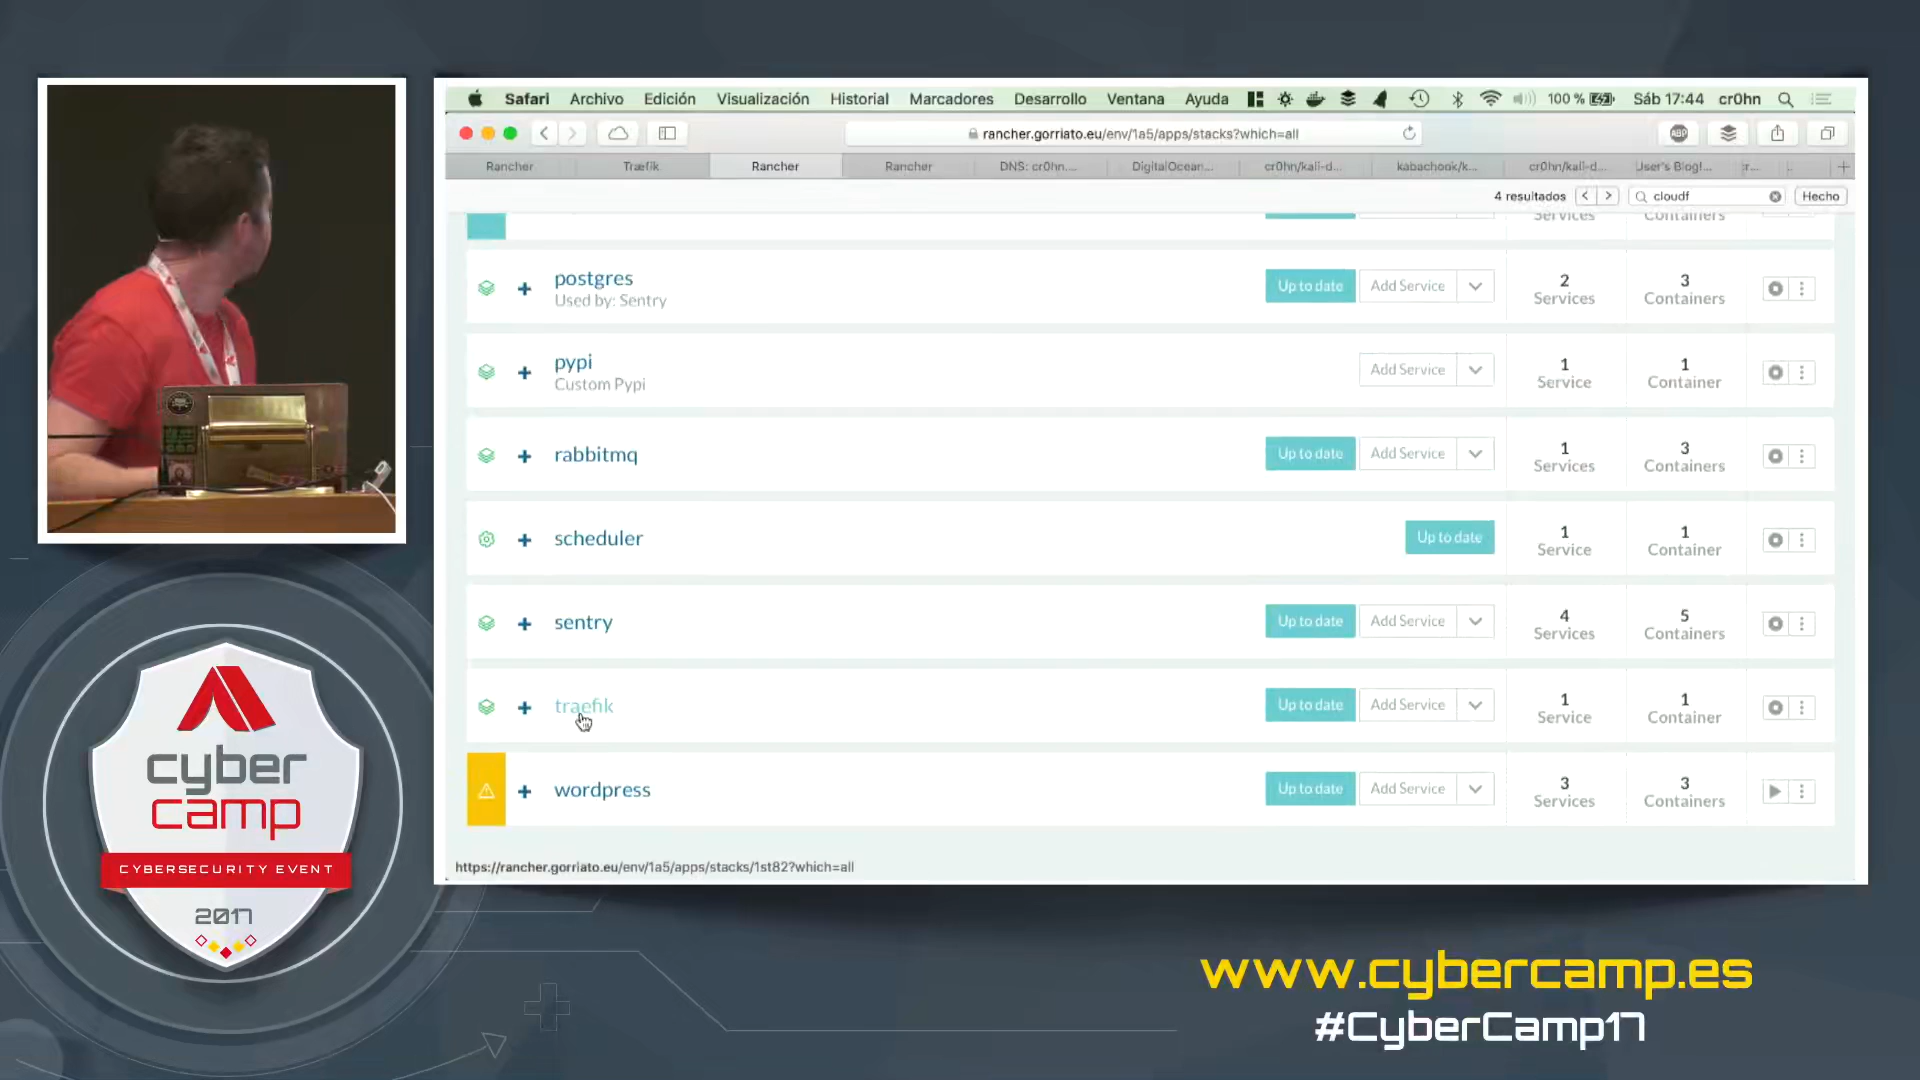 Safari Archivo Edición Visualización Historial Marcadores Desarrollo Ventana Ayuda 100 % Sáb 17:44 cr0hn
rancher.gorriato.eu/env/1a5/apps/stacks?which=all ABP
Rancher Træfik Rancher Rancher DNS: cr0hn.… DigitalOcean… cr0hn/kali-d… kabachook/k… cr0hn/kali-d… User's Blog!…
4 resultados cloudf Hecho
Services Containers
postgres
Used by: Sentry
Up to date Add Service
2 Services
3 Containers
pypi
Custom Pypi
Add Service
1 Service
1 Container
rabbitmq
Up to date Add Service
1 Services
3 Containers
scheduler
Up to date
1 Service
1 Container
sentry
Up to date Add Service
4 Services
5 Containers
traefik
Up to date Add Service
1 Service
1 Container
wordpress
Up to date Add Service
3 Services
3 Containers
https://rancher.gorriato.eu/env/1a5/apps/stacks/1st82?which=all
cyber
camp
CYBERSECURITY EVENT
2017
www.cybercamp.es
#CyberCamp17